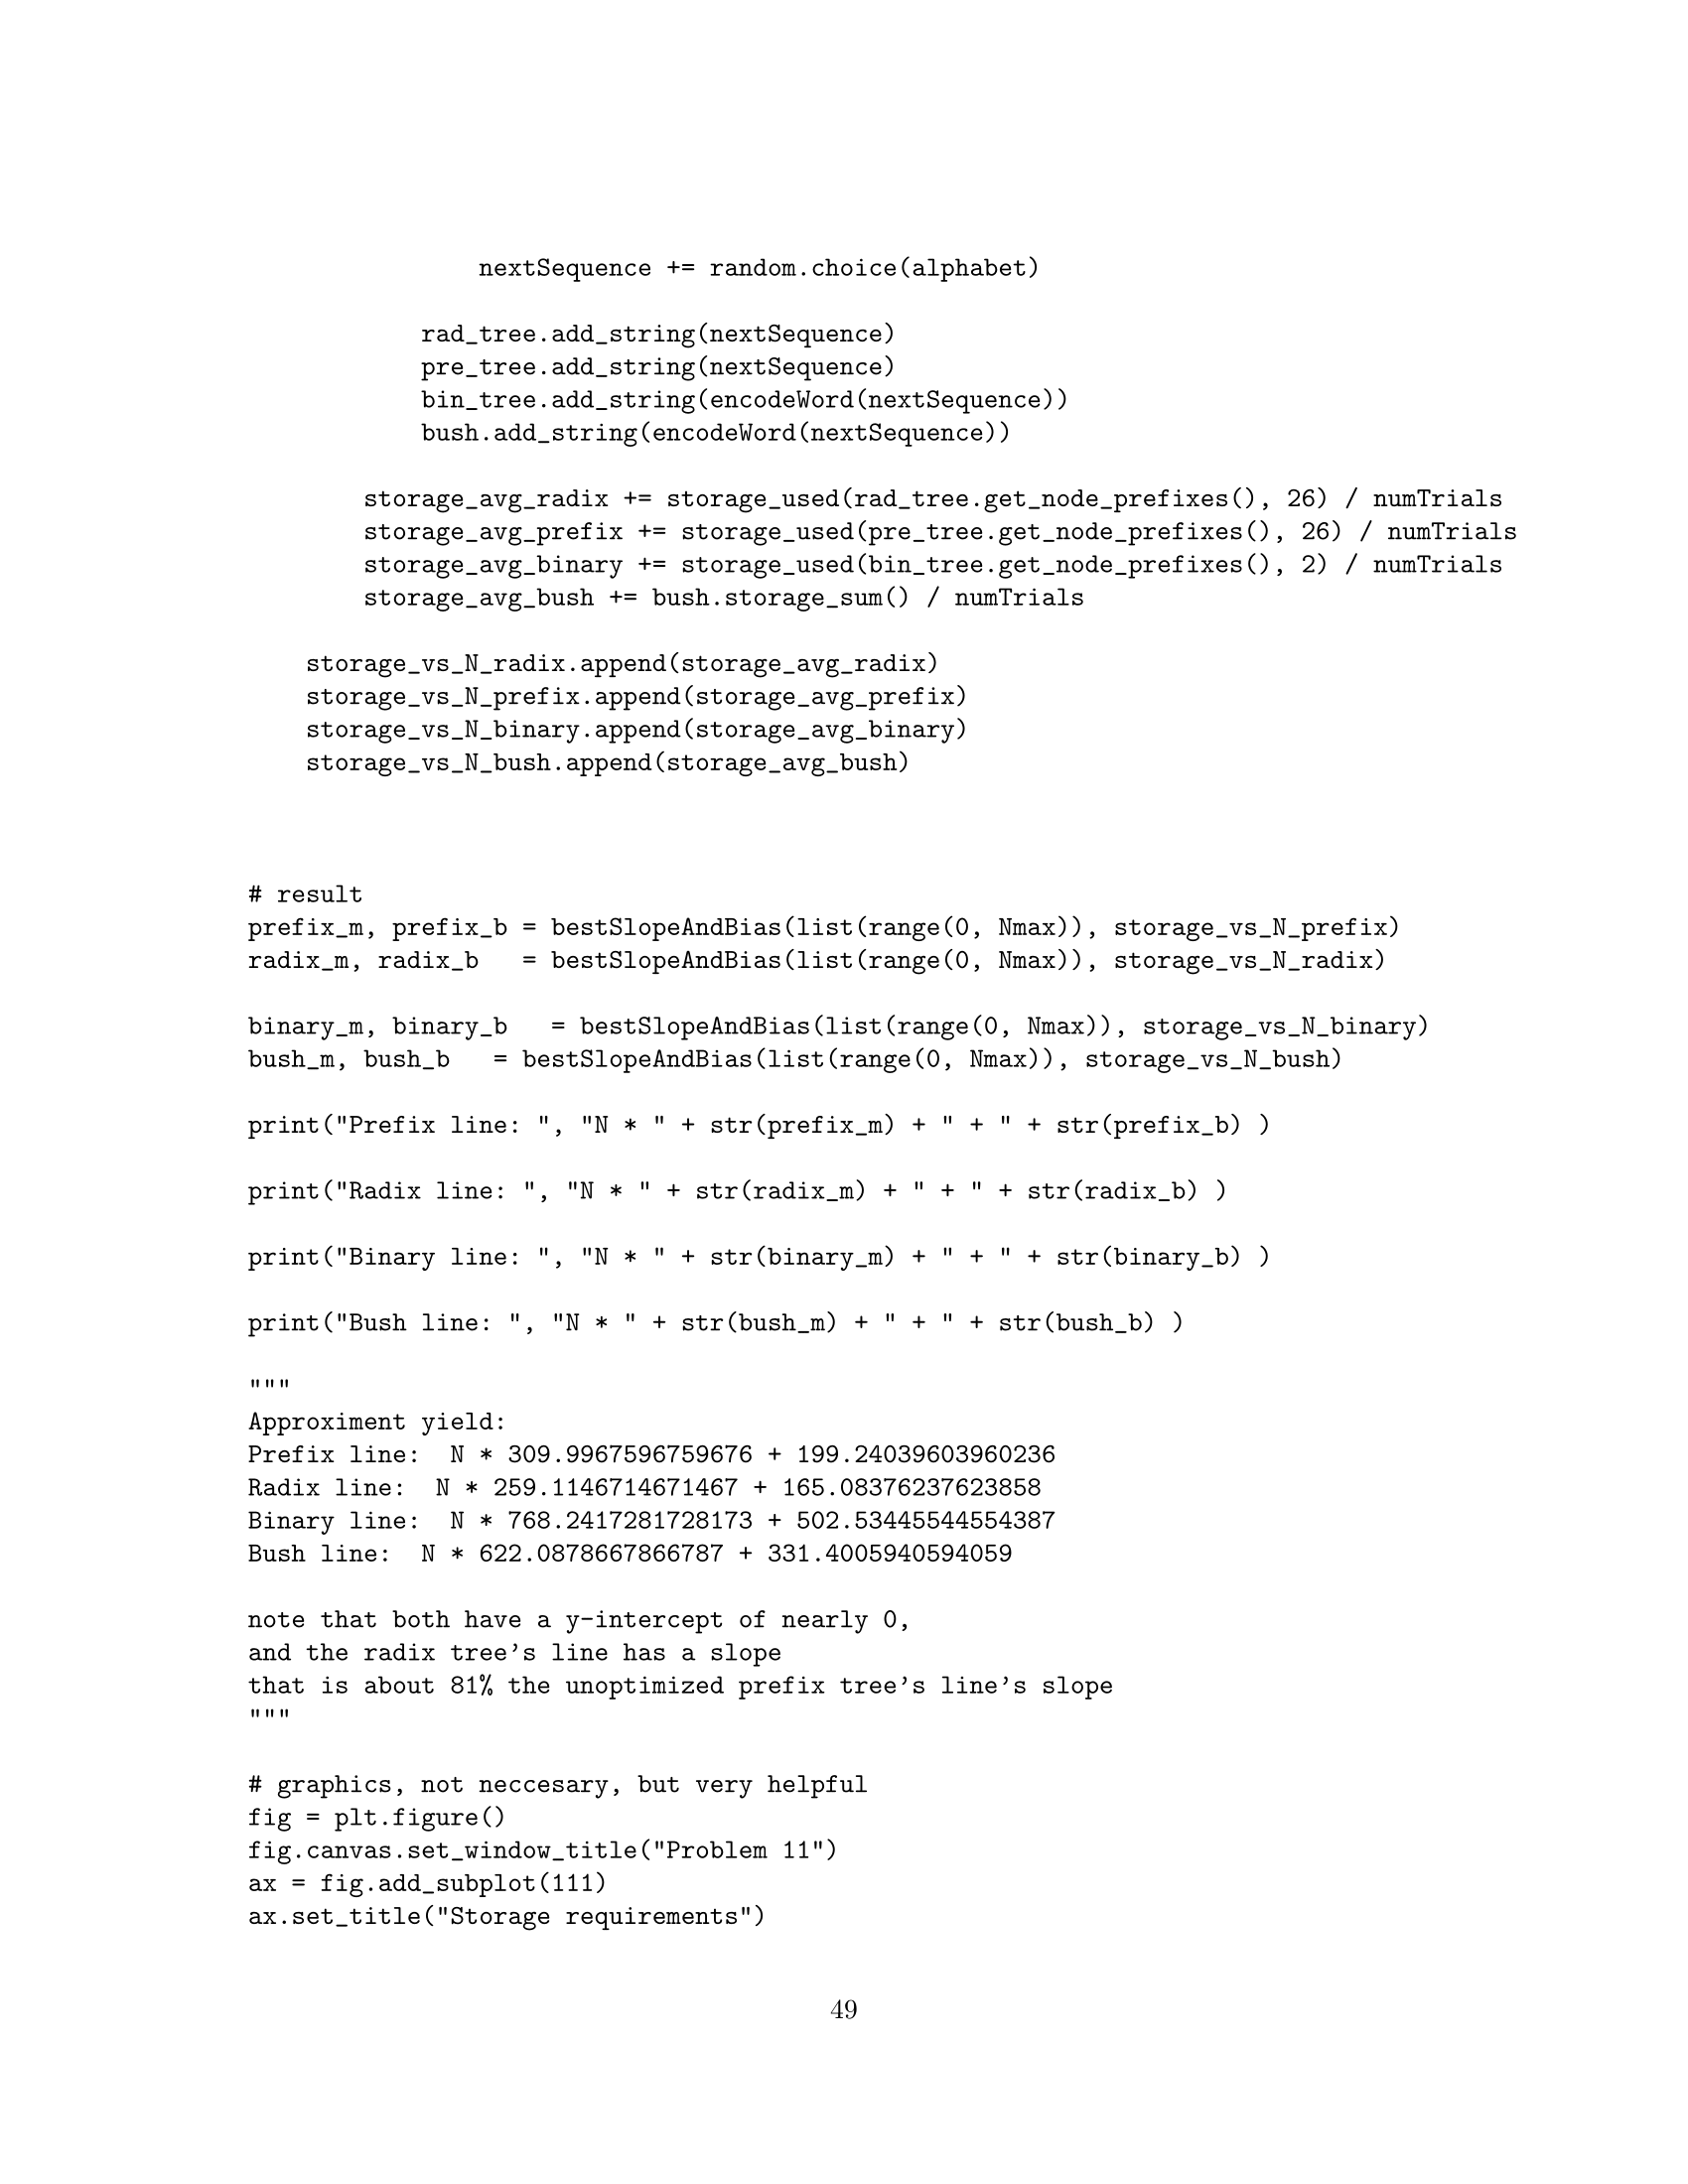 nextSequence += random.choice(alphabet)
rad_tree.add_string(nextSequence)
pre_tree.add_string(nextSequence)
bin_tree.add_string(encodeWord(nextSequence))
bush.add_string(encodeWord(nextSequence))
storage_avg_radix += storage_used(rad_tree.get_node_prefixes(), 26) / numTrials
storage_avg_prefix += storage_used(pre_tree.get_node_prefixes(), 26) / numTrials
storage_avg_binary += storage_used(bin_tree.get_node_prefixes(), 2) / numTrials
storage_avg_bush += bush.storage_sum() / numTrials
storage_vs_N_radix.append(storage_avg_radix)
storage_vs_N_prefix.append(storage_avg_prefix)
storage_vs_N_binary.append(storage_avg_binary)
storage_vs_N_bush.append(storage_avg_bush)
# result
prefix_m, prefix_b = bestSlopeAndBias(list(range(0, Nmax)), storage_vs_N_prefix)
radix_m, radix_b   = bestSlopeAndBias(list(range(0, Nmax)), storage_vs_N_radix)
binary_m, binary_b   = bestSlopeAndBias(list(range(0, Nmax)), storage_vs_N_binary)
bush_m, bush_b   = bestSlopeAndBias(list(range(0, Nmax)), storage_vs_N_bush)
print("Prefix line: ", "N * " + str(prefix_m) + " + " + str(prefix_b) )
print("Radix line: ", "N * " + str(radix_m) + " + " + str(radix_b) )
print("Binary line: ", "N * " + str(binary_m) + " + " + str(binary_b) )
print("Bush line: ", "N * " + str(bush_m) + " + " + str(bush_b) )
"""
Approximent yield:
Prefix line:  N * 309.9967596759676 + 199.24039603960236
Radix line:  N * 259.1146714671467 + 165.08376237623858
Binary line:  N * 768.2417281728173 + 502.53445544554387
Bush line:  N * 622.0878667866787 + 331.4005940594059
note that both have a y-intercept of nearly 0,
and the radix tree's line has a slope
that is about 81% the unoptimized prefix tree's line's slope
"""
# graphics, not neccesary, but very helpful
fig = plt.figure()
fig.canvas.set_window_title("Problem 11")
ax = fig.add_subplot(111)
ax.set_title("Storage requirements")
49